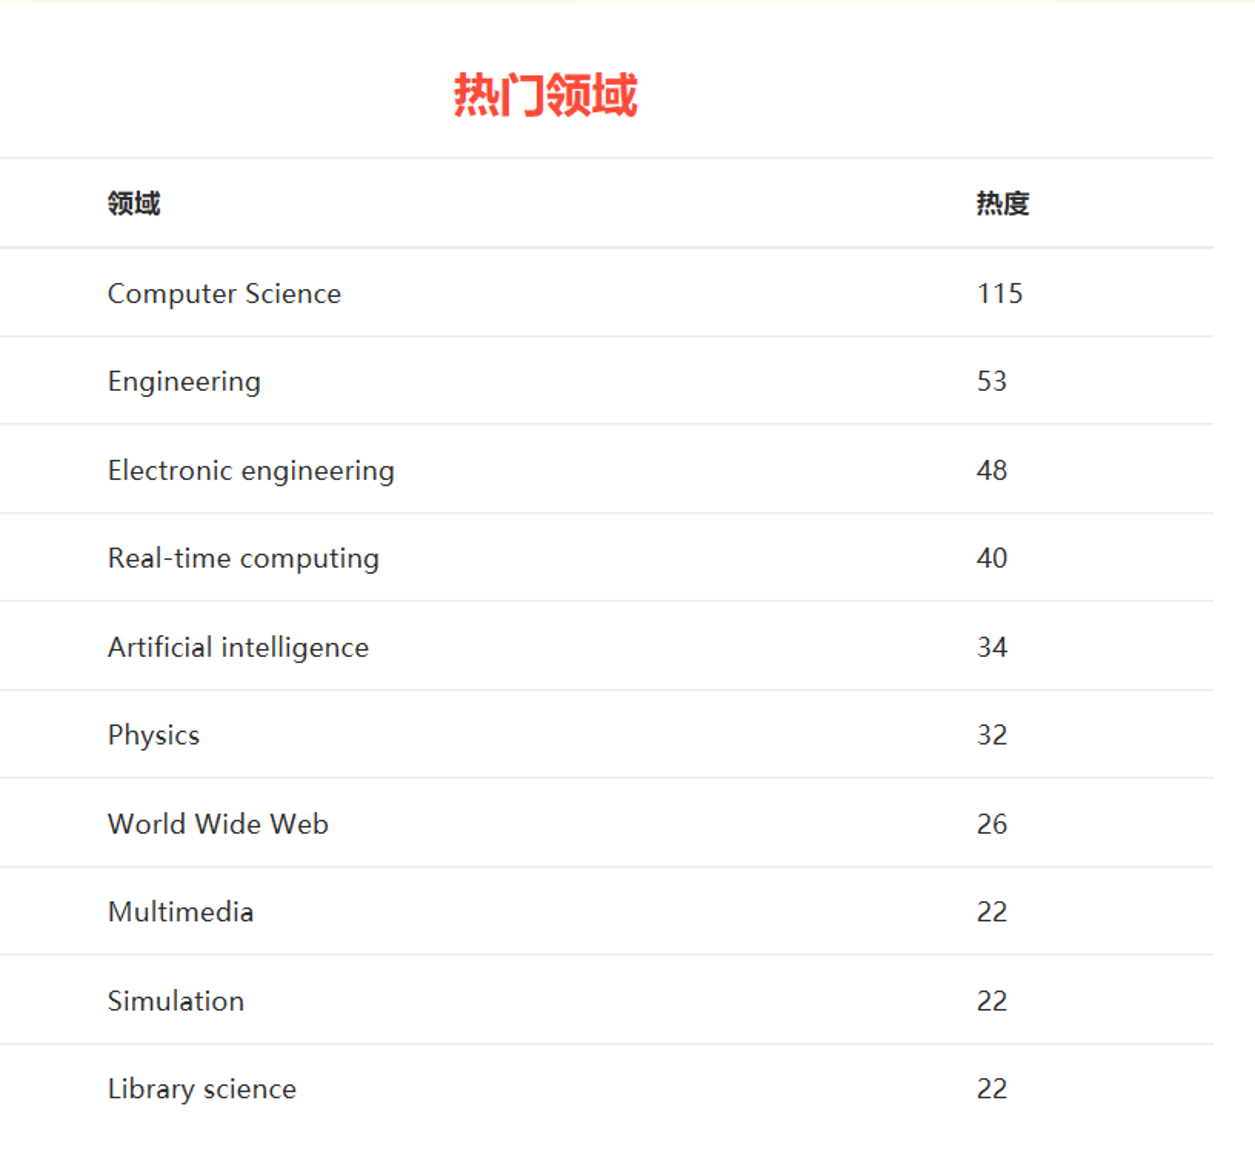 热门领域
领域 热度
Computer Science 115
Engineering 53
Electronic engineering 48
Real-time computing 40
Artificial intelligence 34
Physics 32
World Wide Web 26
Multimedia 22
Simulation 22
Library science 22